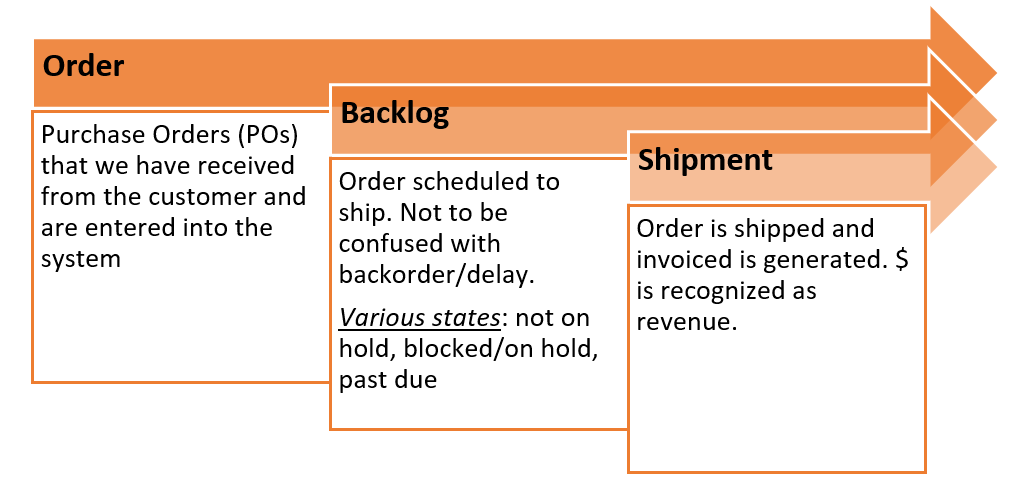 Order
Purchase Orders (POs)
that we have received
from the customer and
are entered into the
system
Backlog
Order scheduled to
ship. Not to be
confused with
backorder/delay.
Various states: not on
hold, blocked/on hold,
past due
Shipment
Order is shipped and
invoiced is generated. $
is recognized as
revenue.